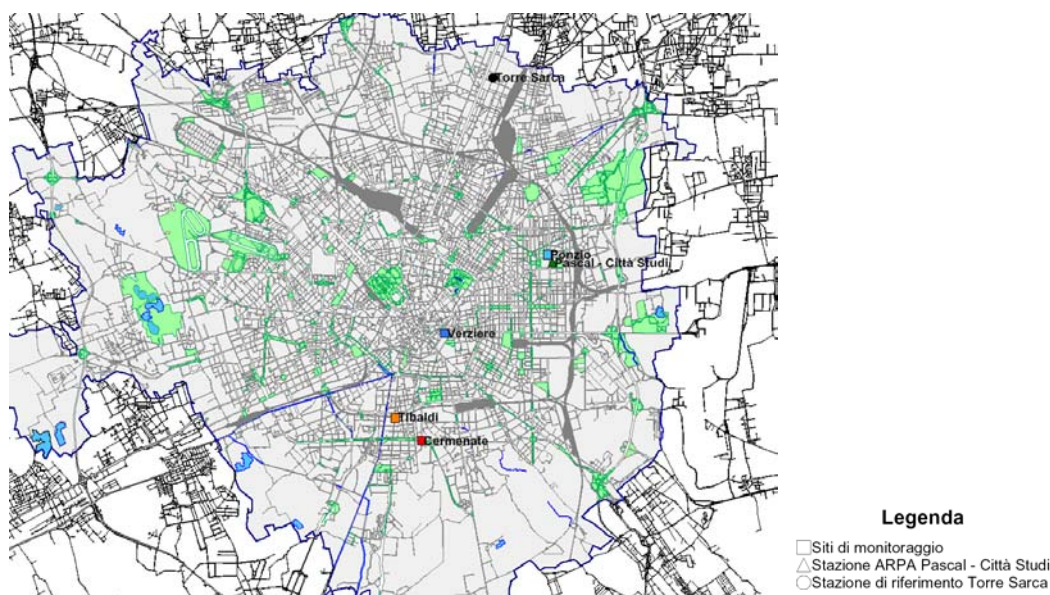 Torre Sarca
Ponzio
Pascal - Città Studi
Verziere
Tibaldi
Cermenate
Legenda
Siti di monitoraggio
Stazione ARPA Pascal - Città Studi
Stazione di riferimento Torre Sarca